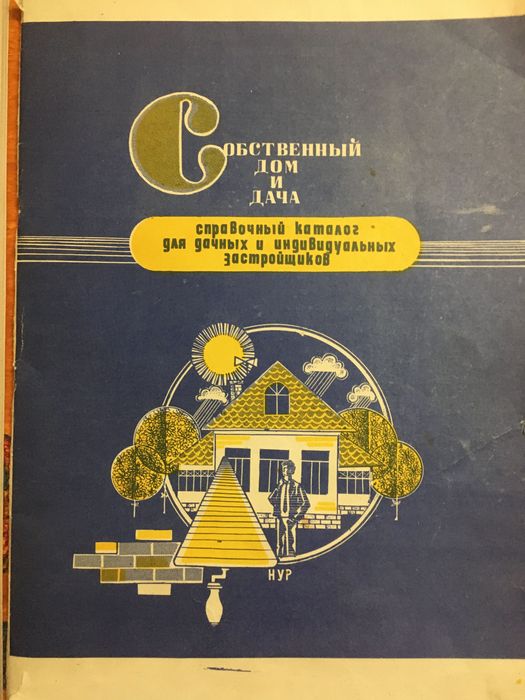 Собственный
дом
и
дача
справочный каталог
для дачных и индивидуальных
застройщиков
НУР